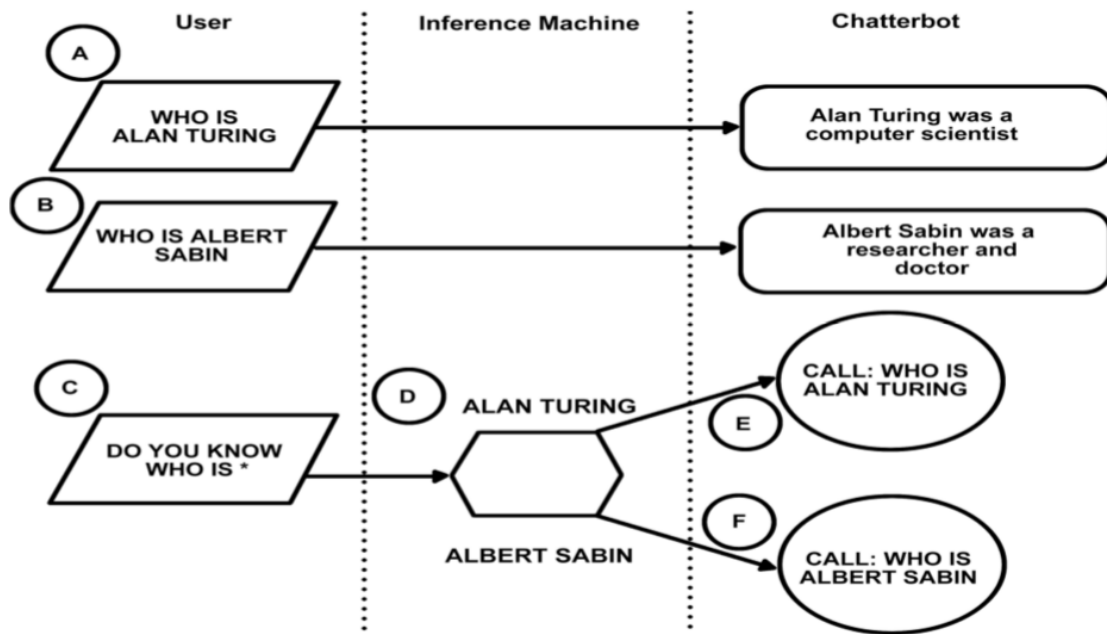 User
Inference Machine
Chatterbot
A
WHO IS
ALAN TURING
Alan Turing was a
computer scientist
B
WHO IS ALBERT
SABIN
Albert Sabin was a
researcher and
doctor
C
DO YOU KNOW
WHO IS *
D
ALAN TURING
ALBERT SABIN
E
CALL: WHO IS
ALAN TURING
F
CALL: WHO IS
ALBERT SABIN